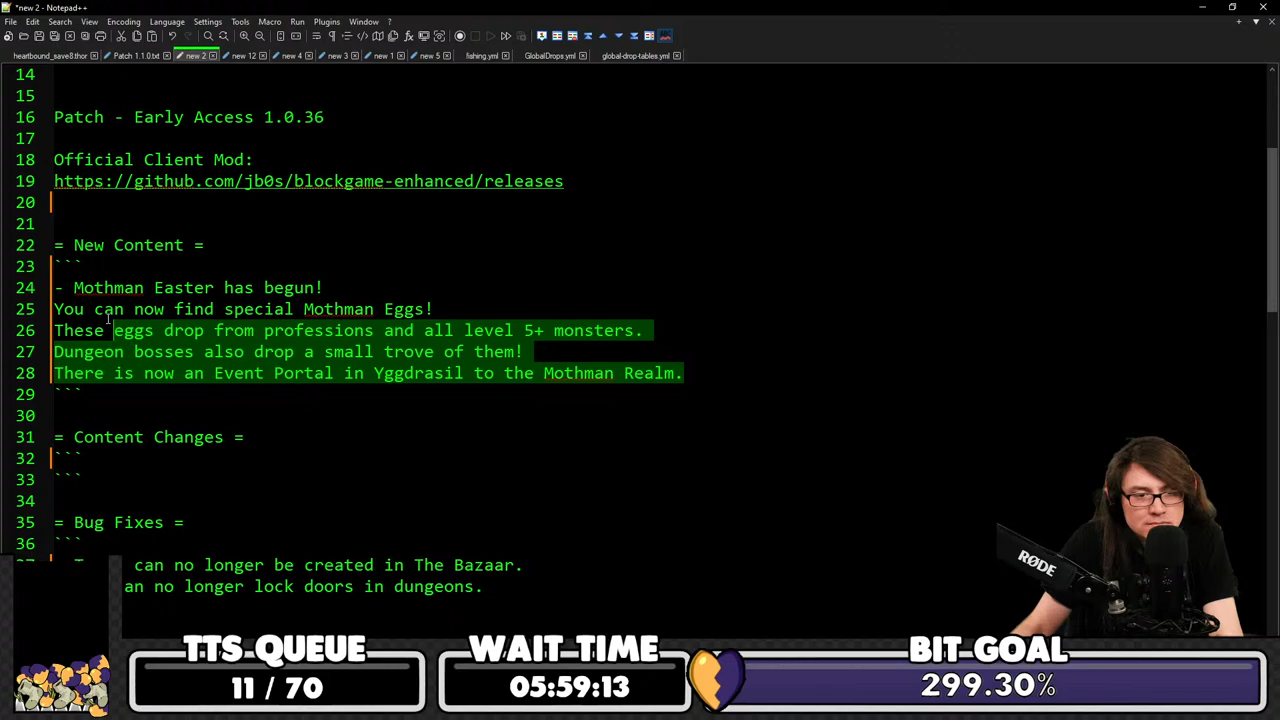 *new 2 - Notepad++
File Edit Search View Encoding Language Settings Tools Macro Run Plugins Window ?
heartbound_save8.thor Patch 1.1.0.txt new 2 new 12 new 4 new 3 new 1 new 5 fishing.yml GlobalDrops.yml global-drop-tables.yml
14
15
16 Patch - Early Access 1.0.36
17
18 Official Client Mod:
19 https://github.com/jb0s/blockgame-enhanced/releases
20
21
22 = New Content =
23 ```
24 - Mothman Easter has begun!
25 You can now find special Mothman Eggs!
26 These eggs drop from professions and all level 5+ monsters.
27 Dungeon bosses also drop a small trove of them!
28 There is now an Event Portal in Yggdrasil to the Mothman Realm.
29 ```
30
31 = Content Changes =
32 ```
33 ```
34
35 = Bug Fixes =
36 ```
can no longer be created in The Bazaar.
an no longer lock doors in dungeons.
RØDE
TTS QUEUE WAIT TIME BIT GOAL
11 / 70 05:59:13 299.30%